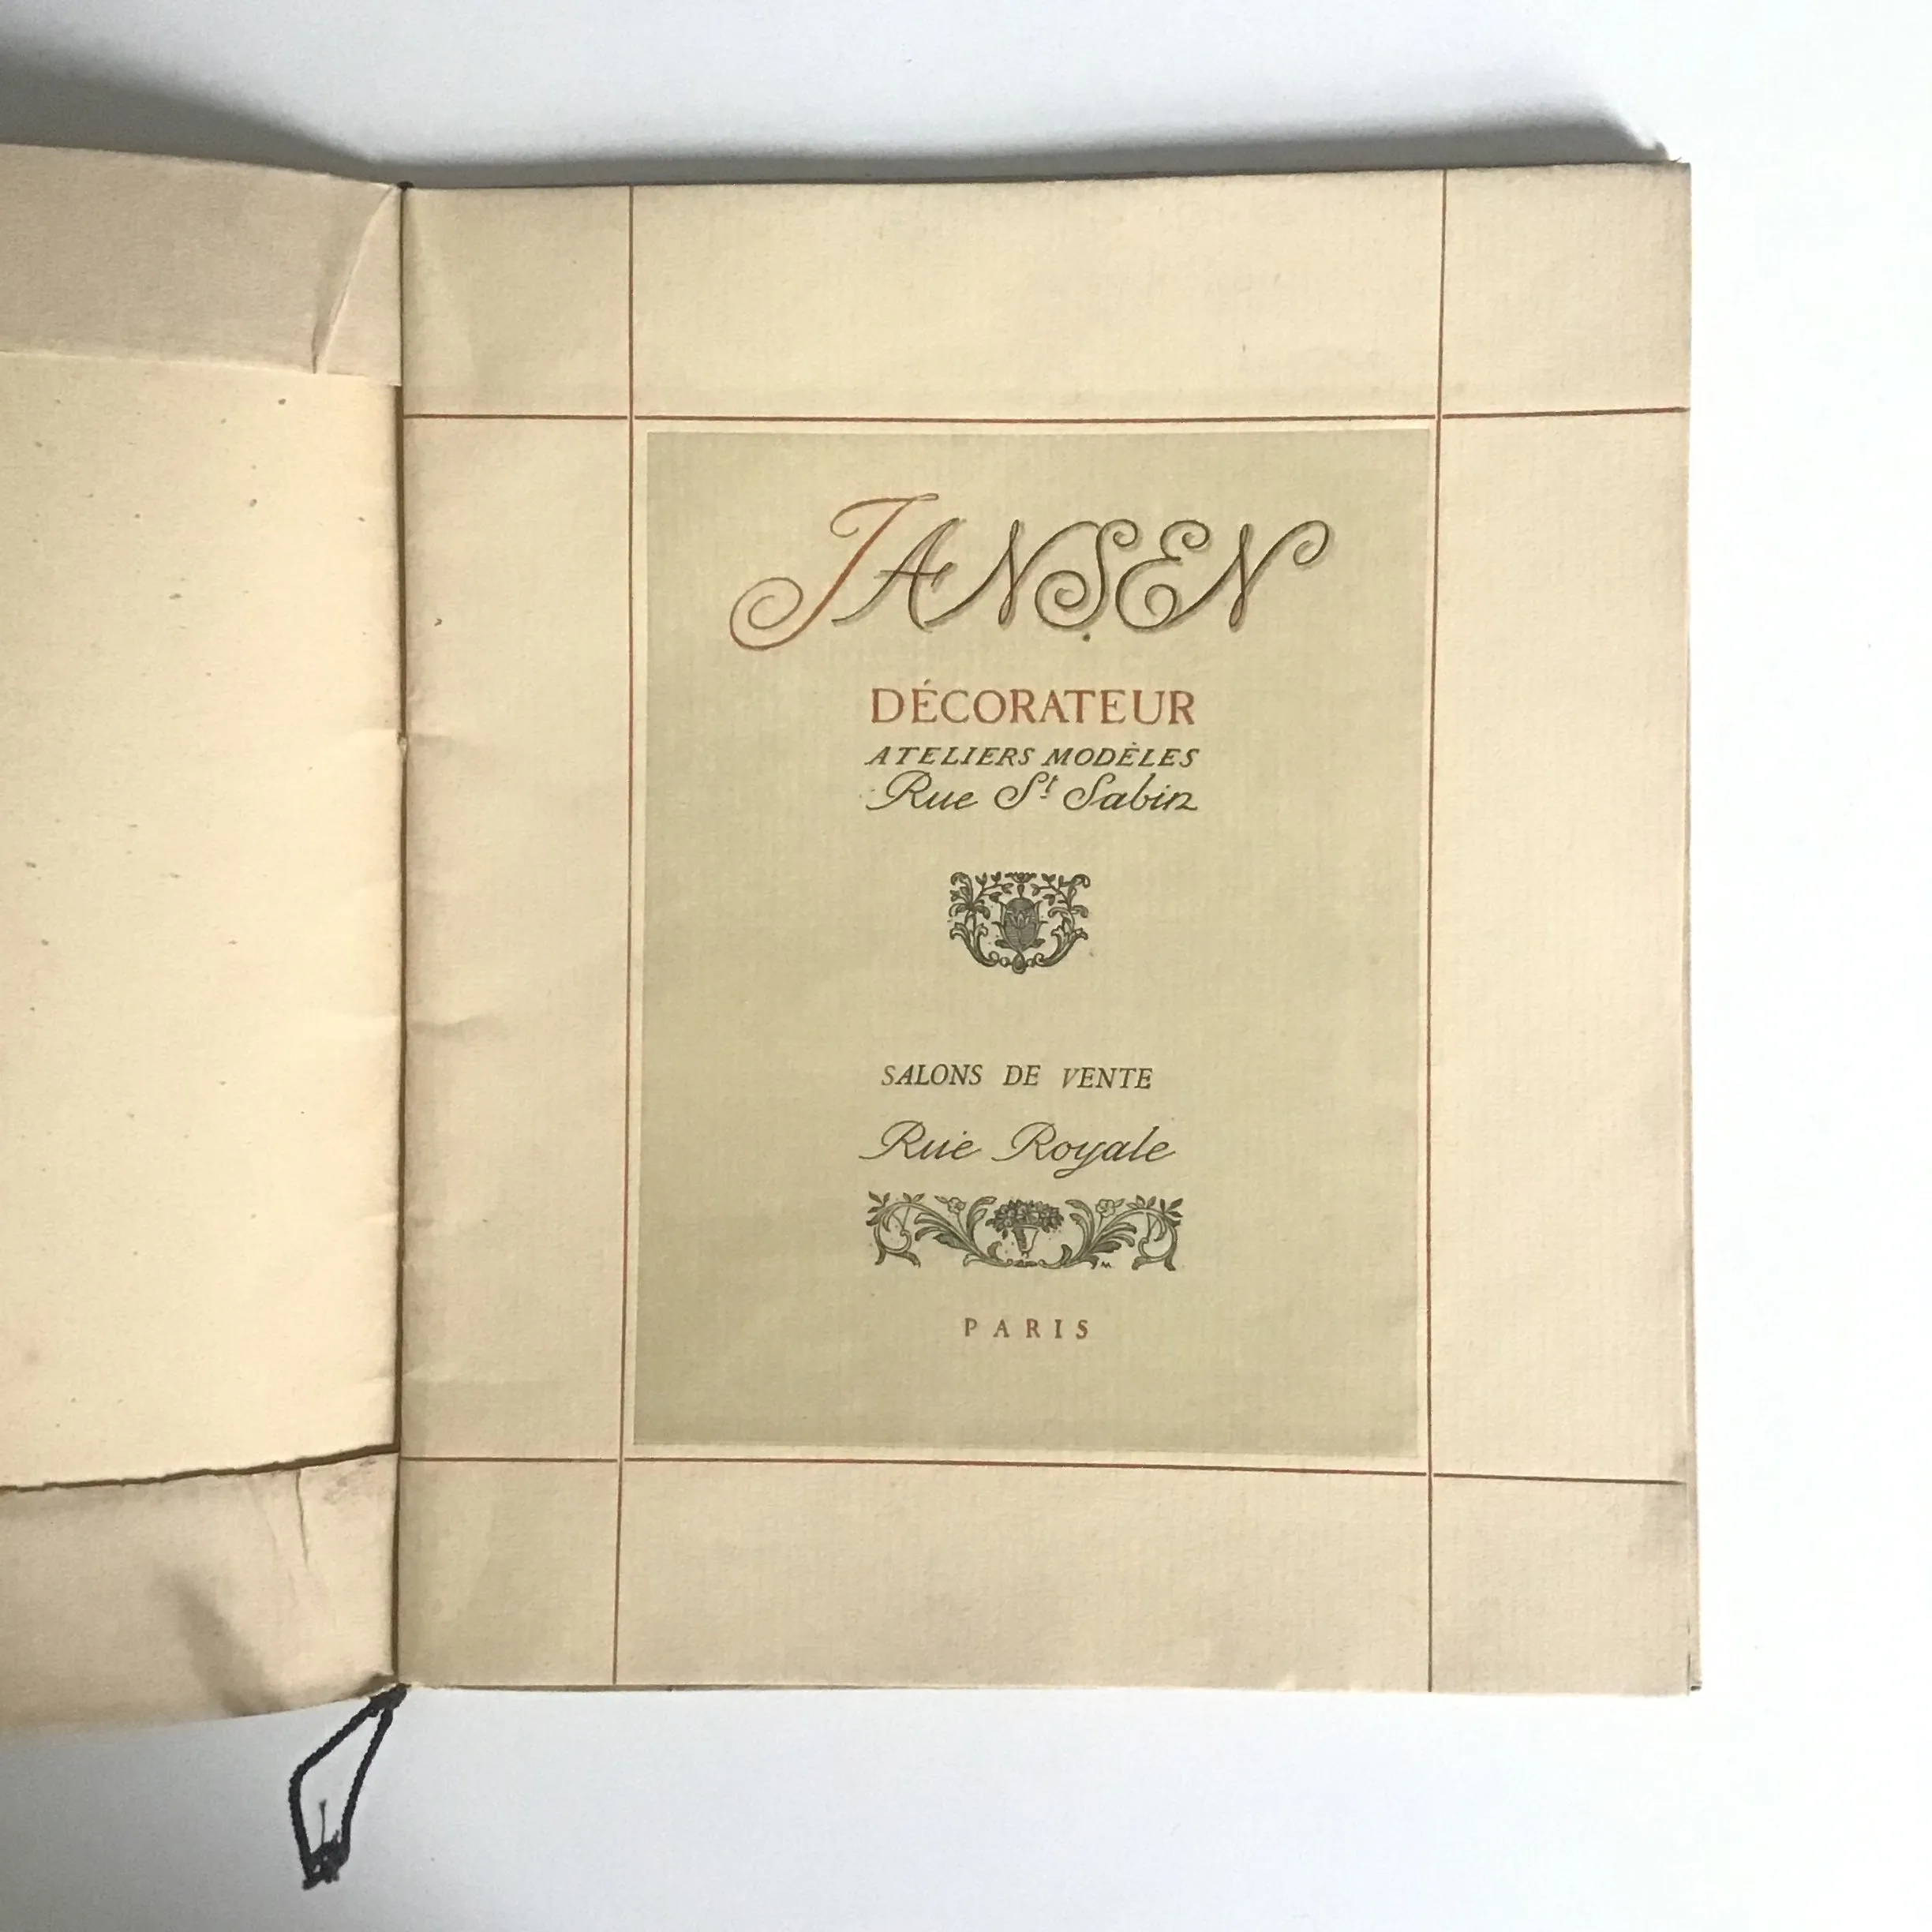 JANSEN
DÉCORATEUR
ATELIERS MODÈLES
Rue St Sabin
SALONS DE VENTE
Rue Royale
PARIS